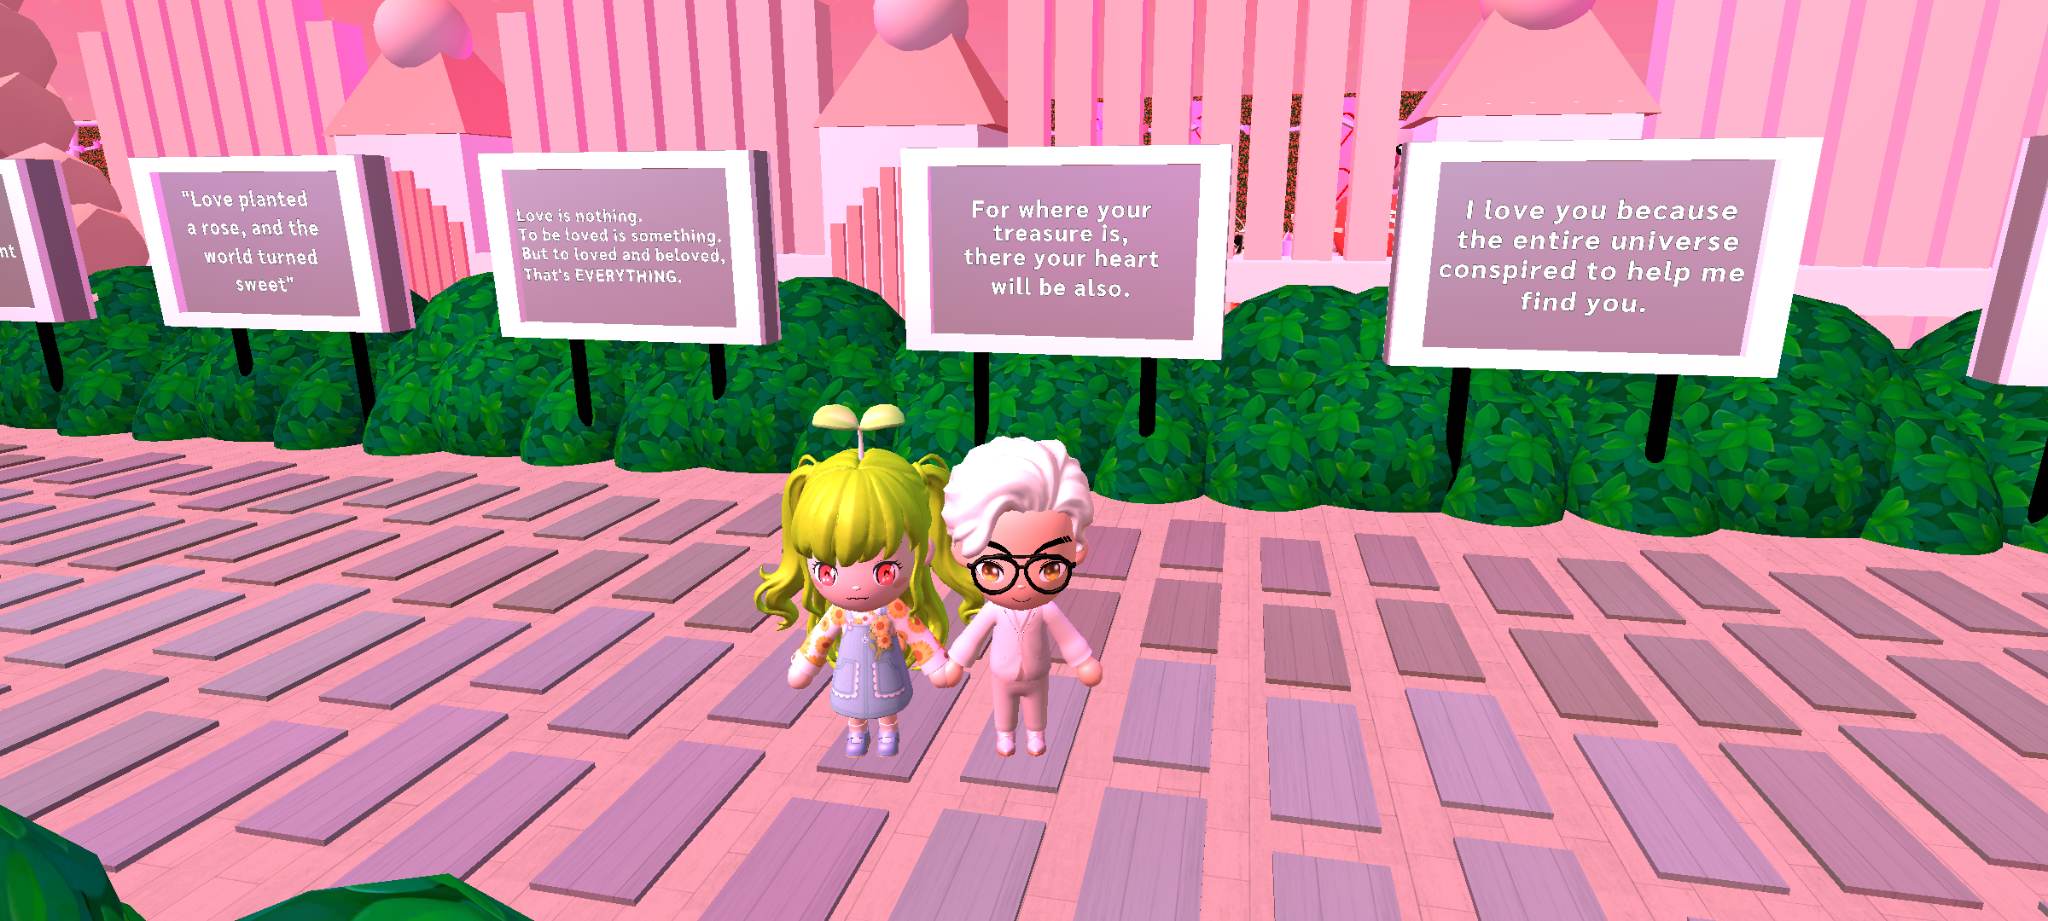 nt
"Love planted
a rose, and the
world turned
sweet"
Love is nothing.
To be loved is something.
But to loved and beloved,
That's EVERYTHING.
For where your
treasure is,
there your heart
will be also.
I love you because
the entire universe
conspired to help me
find you.